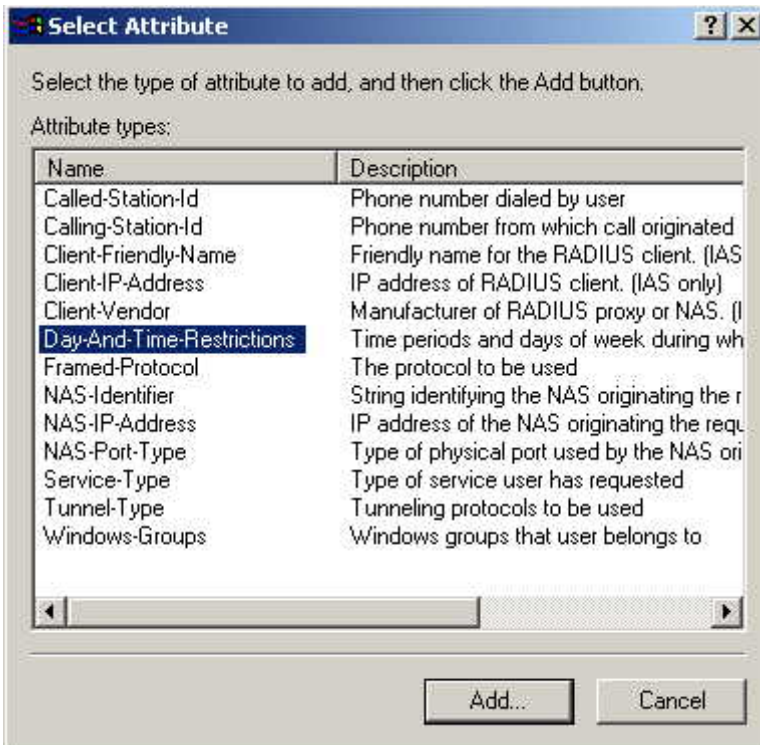 Select Attribute
Select the type of attribute to add, and then click the Add button.
Attribute types:
Name Description
Called-Station-Id Phone number dialed by user
Calling-Station-Id Phone number from which call originated
Client-Friendly-Name Friendly name for the RADIUS client. (IAS
Client-IP-Address IP address of RADIUS client. (IAS only)
Client-Vendor Manufacturer of RADIUS proxy or NAS. (I
Day-And-Time-Restrictions Time periods and days of week during wh
Framed-Protocol The protocol to be used
NAS-Identifier String identifying the NAS originating the r
NAS-IP-Address IP address of the NAS originating the requ
NAS-Port-Type Type of physical port used by the NAS ori
Service-Type Type of service user has requested
Tunnel-Type Tunneling protocols to be used
Windows-Groups Windows groups that user belongs to
Add... Cancel